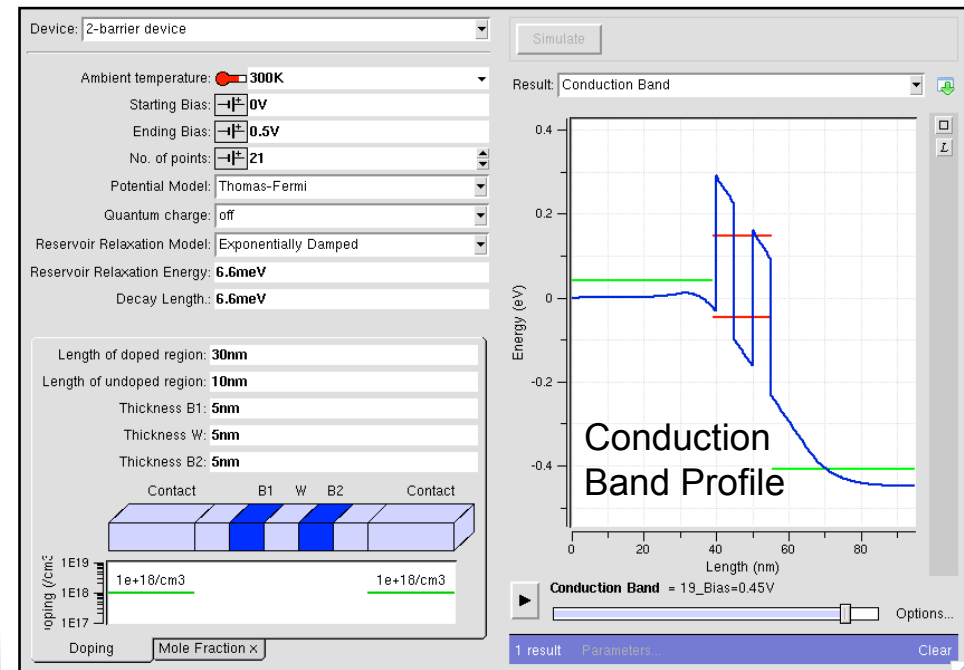 Device: 2-barrier device
Ambient temperature: 300K
Starting Bias: 0V
Ending Bias: 0.5V
No. of points: 21
Potential Model: Thomas-Fermi
Quantum charge: off
Reservoir Relaxation Model: Exponentially Damped
Reservoir Relaxation Energy: 6.6meV
Decay Length.: 6.6meV
Length of doped region: 30nm
Length of undoped region: 10nm
Thickness B1: 5nm
Thickness W: 5nm
Thickness B2: 5nm
Contact B1 W B2 Contact
oping (/cm3
1E19
1E18
1E17
1e+18/cm3 1e+18/cm3
Doping Mole Fraction x
Simulate
Result: Conduction Band
L
Energy (eV)
0.4
0.2
0
-0.2
-0.4
Conduction
Band Profile
0 20 40 60 80
Length (nm)
Conduction Band = 19_Bias=0.45V
Options...
1 result Parameters... Clear